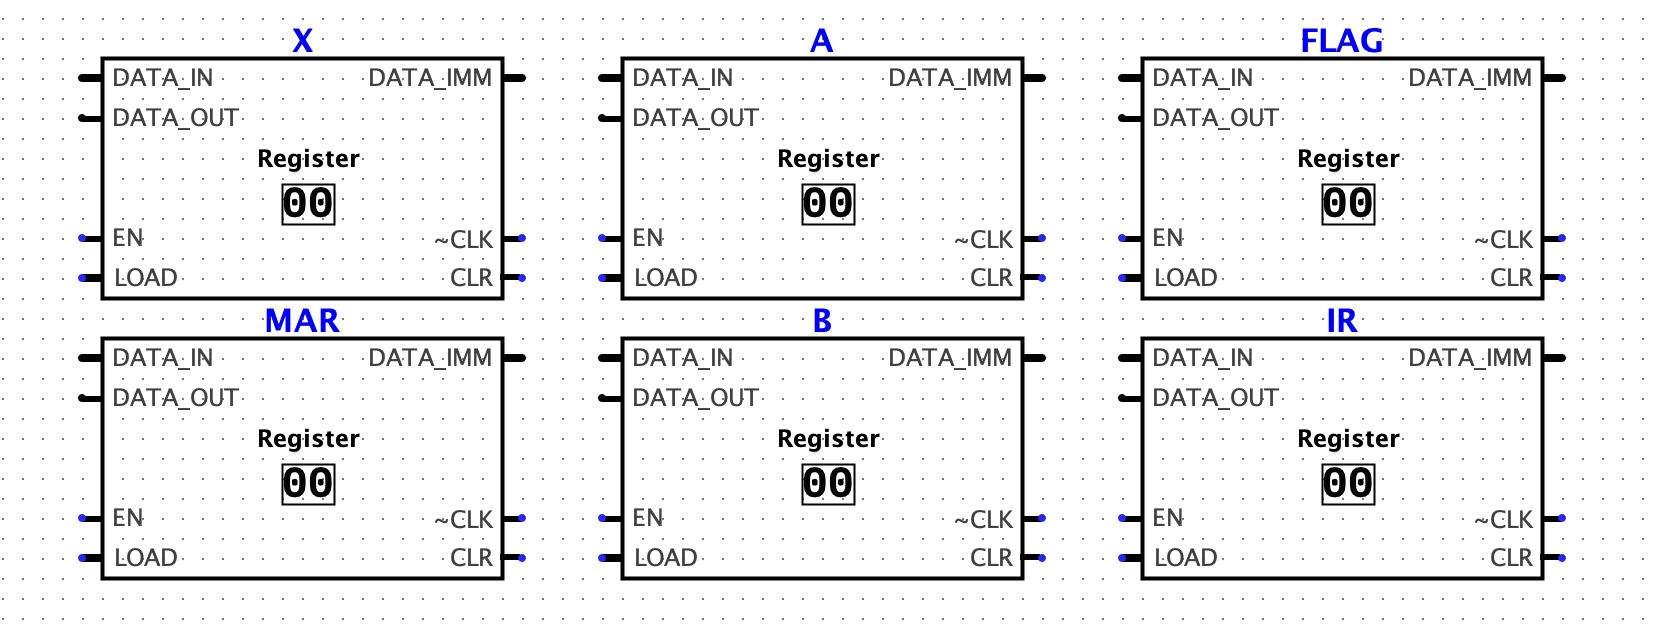 X
DATA_IN DATA_IMM
DATA_OUT
Register
00
EN ~CLK
LOAD CLR
A
DATA_IN DATA_IMM
DATA_OUT
Register
00
EN ~CLK
LOAD CLR
FLAG
DATA_IN DATA_IMM
DATA_OUT
Register
00
EN ~CLK
LOAD CLR
MAR
DATA_IN DATA_IMM
DATA_OUT
Register
00
EN ~CLK
LOAD CLR
B
DATA_IN DATA_IMM
DATA_OUT
Register
00
EN ~CLK
LOAD CLR
IR
DATA_IN DATA_IMM
DATA_OUT
Register
00
EN ~CLK
LOAD CLR